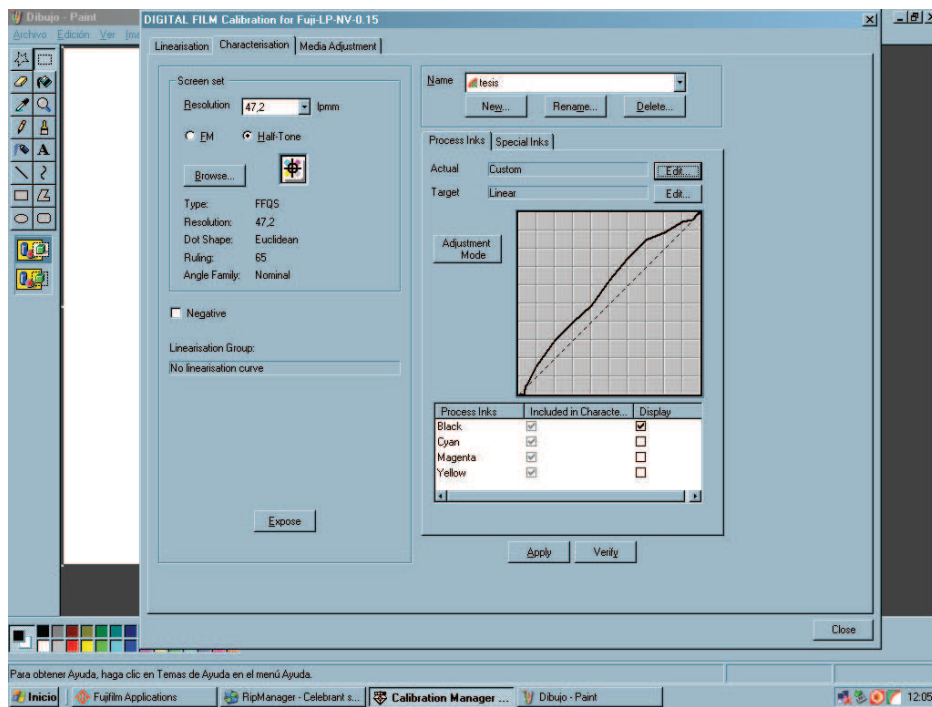 Dibujo - Paint
Archivo Edición Ver Ima
DIGITAL FILM Calibration for Fuji-LP-NV-0.15
Linearisation Characterisation Media Adjustment
Screen set
Resolution 47,2 lpmm
FM Half-Tone
Browse...
Type: FFQS
Resolution: 47,2
Dot Shape: Euclidean
Ruling: 65
Angle Family: Nominal
Negative
Linearisation Group:
No linearisation curve
Expose
Name tesis
New... Rename... Delete...
Process Inks Special Inks
Actual Custom Edit...
Target Linear Edit...
Adjustment
Mode
Process Inks Included in Characte... Display
Black
Cyan
Magenta
Yellow
Apply Verify
Close
Para obtener Ayuda, haga clic en Temas de Ayuda en el menú Ayuda.
Inicio Fujifilm Applications RipManager - Celebrant s... Calibration Manager ... Dibujo - Paint 12:05